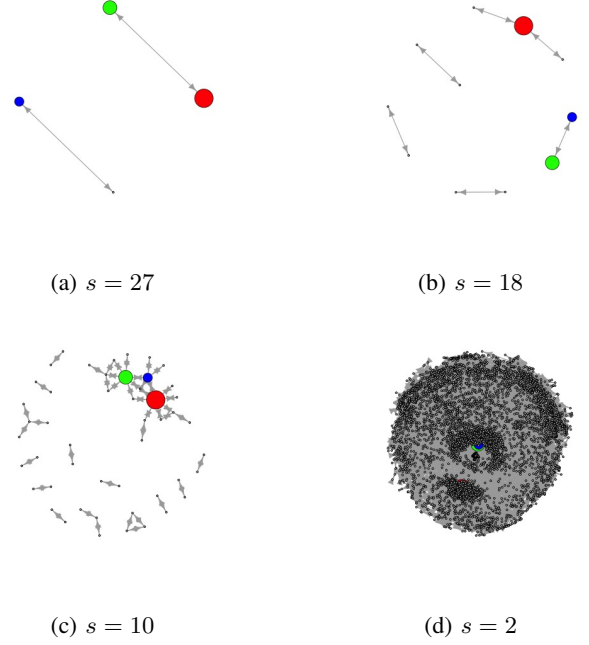 (a) s = 27
(b) s = 18
(c) s = 10
(d) s = 2